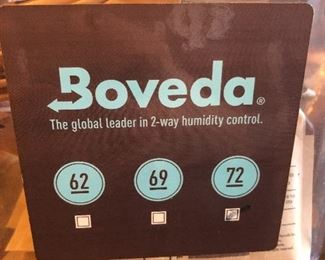 Boveda®
The global leader in 2-way humidity control.
62 69 72